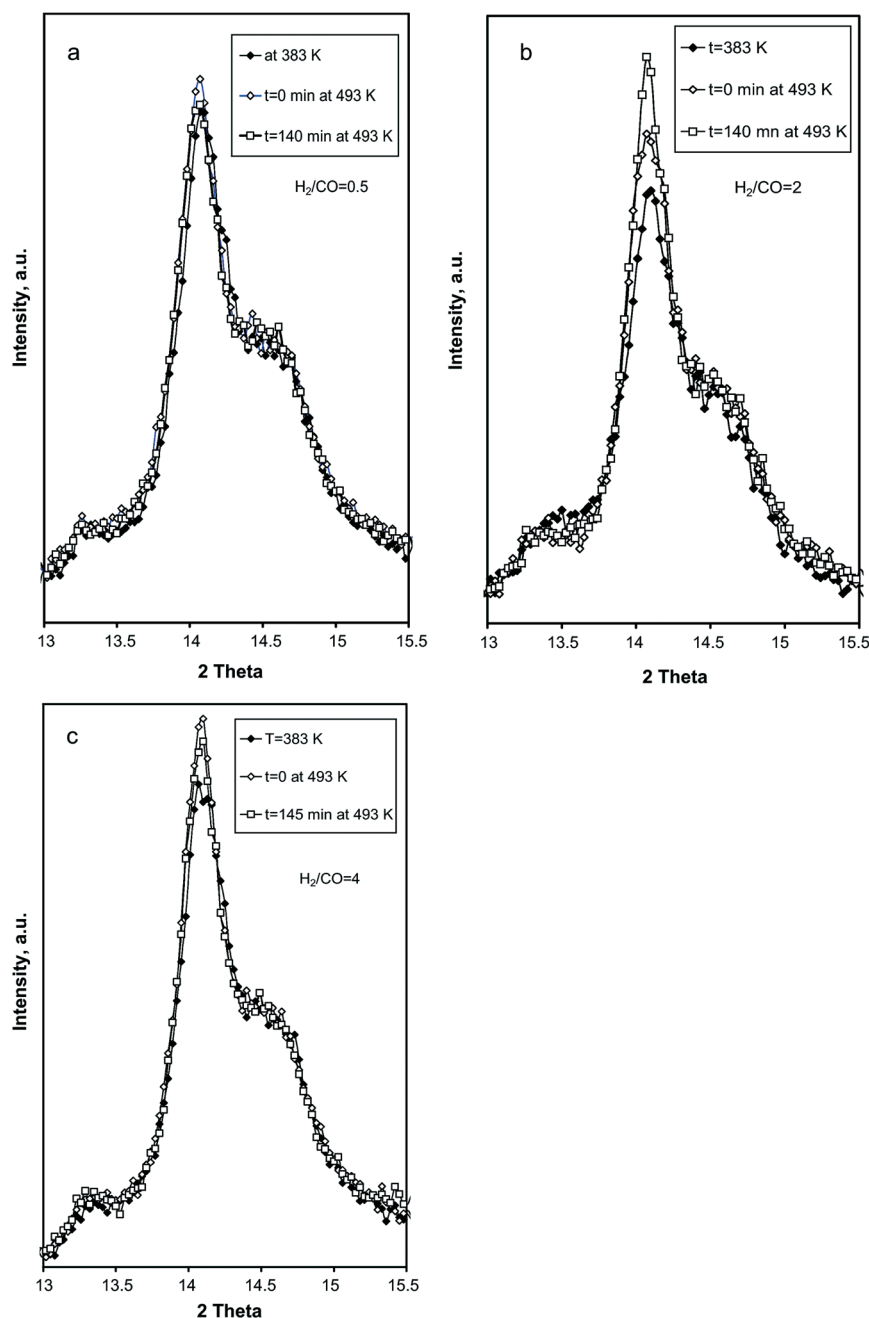 a
at 383 K
t=0 min at 493 K
t=140 min at 493 K
H₂/CO=0.5
Intensity, a.u.
13 13.5 14 14.5 15 15.5
2 Theta
b
t=383 K
t=0 min at 493 K
t=140 mn at 493 K
H₂/CO=2
Intensity, a.u.
13 13.5 14 14.5 15 15.5
2 Theta
c
T=383 K
t=0 at 493 K
t=145 min at 493 K
H₂/CO=4
Intensity, a.u.
13 13.5 14 14.5 15 15.5
2 Theta